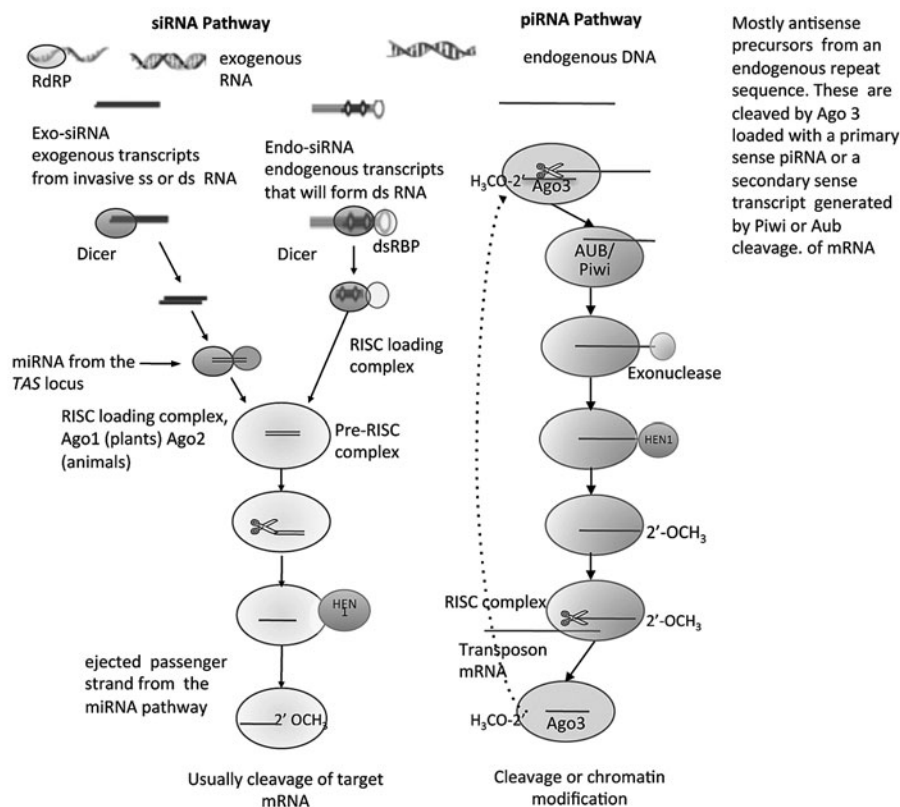 siRNA Pathway
RdRP
exogenous
RNA
Exo-siRNA
exogenous transcripts
from invasive ss or ds RNA
Endo-siRNA
endogenous transcripts
that will form ds RNA
Dicer
Dicer
dsRBP
miRNA from the
TAS locus
RISC loading
complex
RISC loading complex,
Ago1 (plants) Ago2
(animals)
Pre-RISC
complex
HEN
1
ejected passenger
strand from the
miRNA pathway
2' OCH₃
Usually cleavage of target
mRNA
piRNA Pathway
endogenous DNA
H₃CO-2'
Ago3
AUB/
Piwi
Exonuclease
HEN1
2'-OCH₃
RISC complex
2'-OCH₃
Transposon
mRNA
H₃CO-2'
Ago3
Cleavage or chromatin
modification
Mostly antisense
precursors from an
endogenous repeat
sequence. These are
cleaved by Ago 3
loaded with a primary
sense piRNA or a
secondary sense
transcript generated
by Piwi or Aub
cleavage. of mRNA